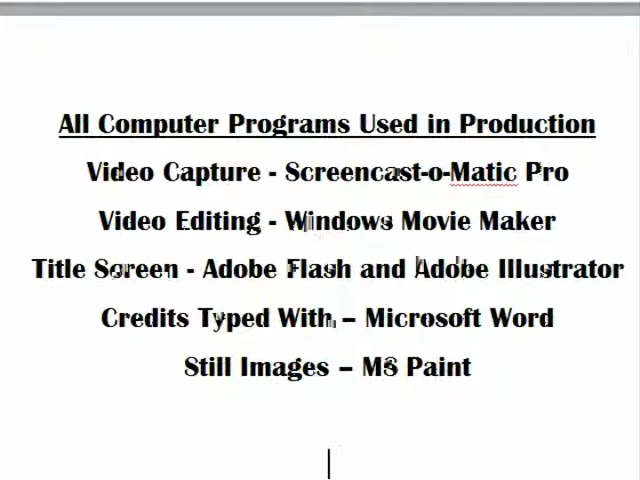 All Computer Programs Used in Production
Video Capture - Screencast-o-Matic Pro
Video Editing - Windows Movie Maker
Title Screen - Adobe Flash and Adobe Illustrator
Credits Typed With – Microsoft Word
Still Images – MS Paint